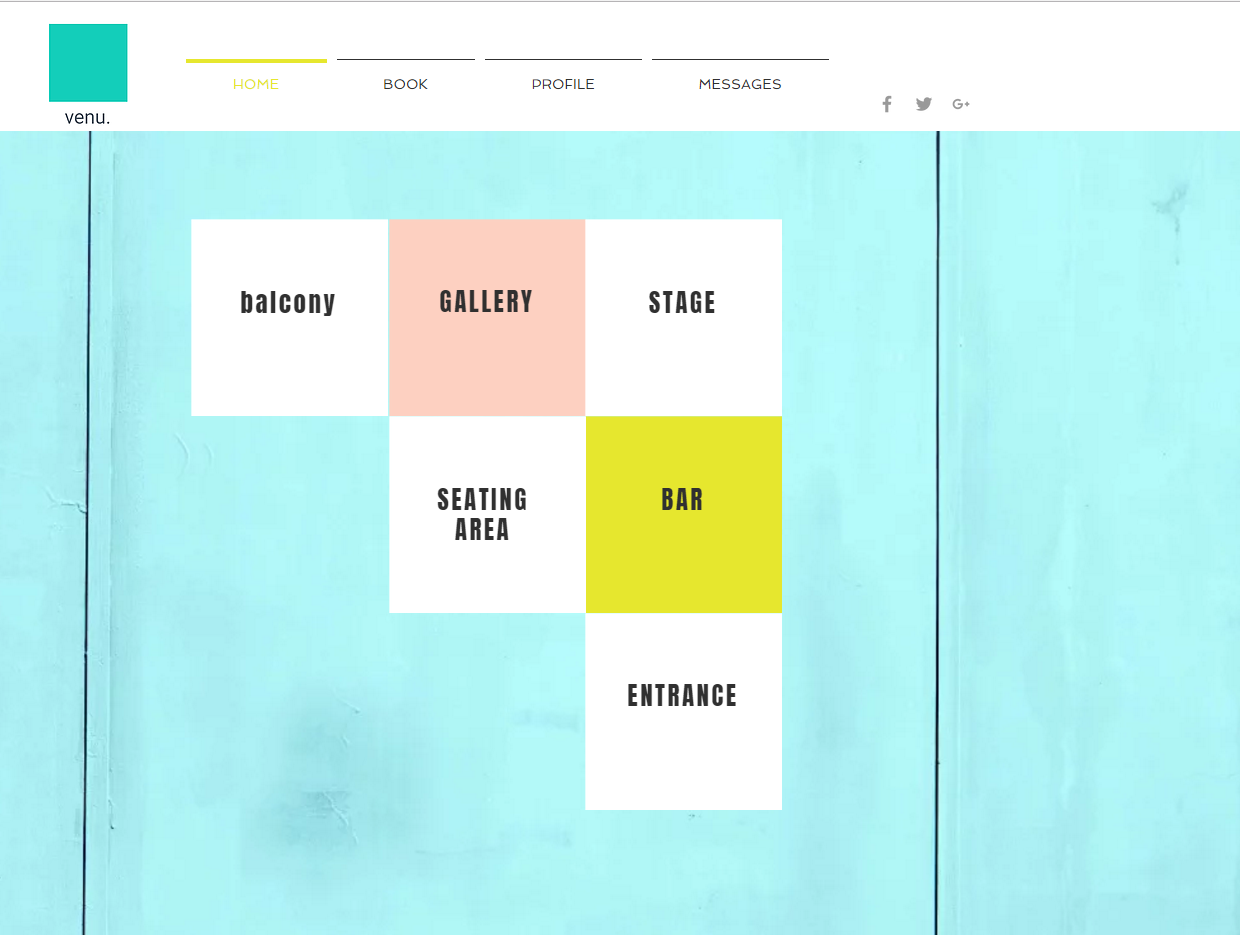 HOME BOOK PROFILE MESSAGES
venu.
balcony GALLERY STAGE
SEATING
AREA
BAR
ENTRANCE